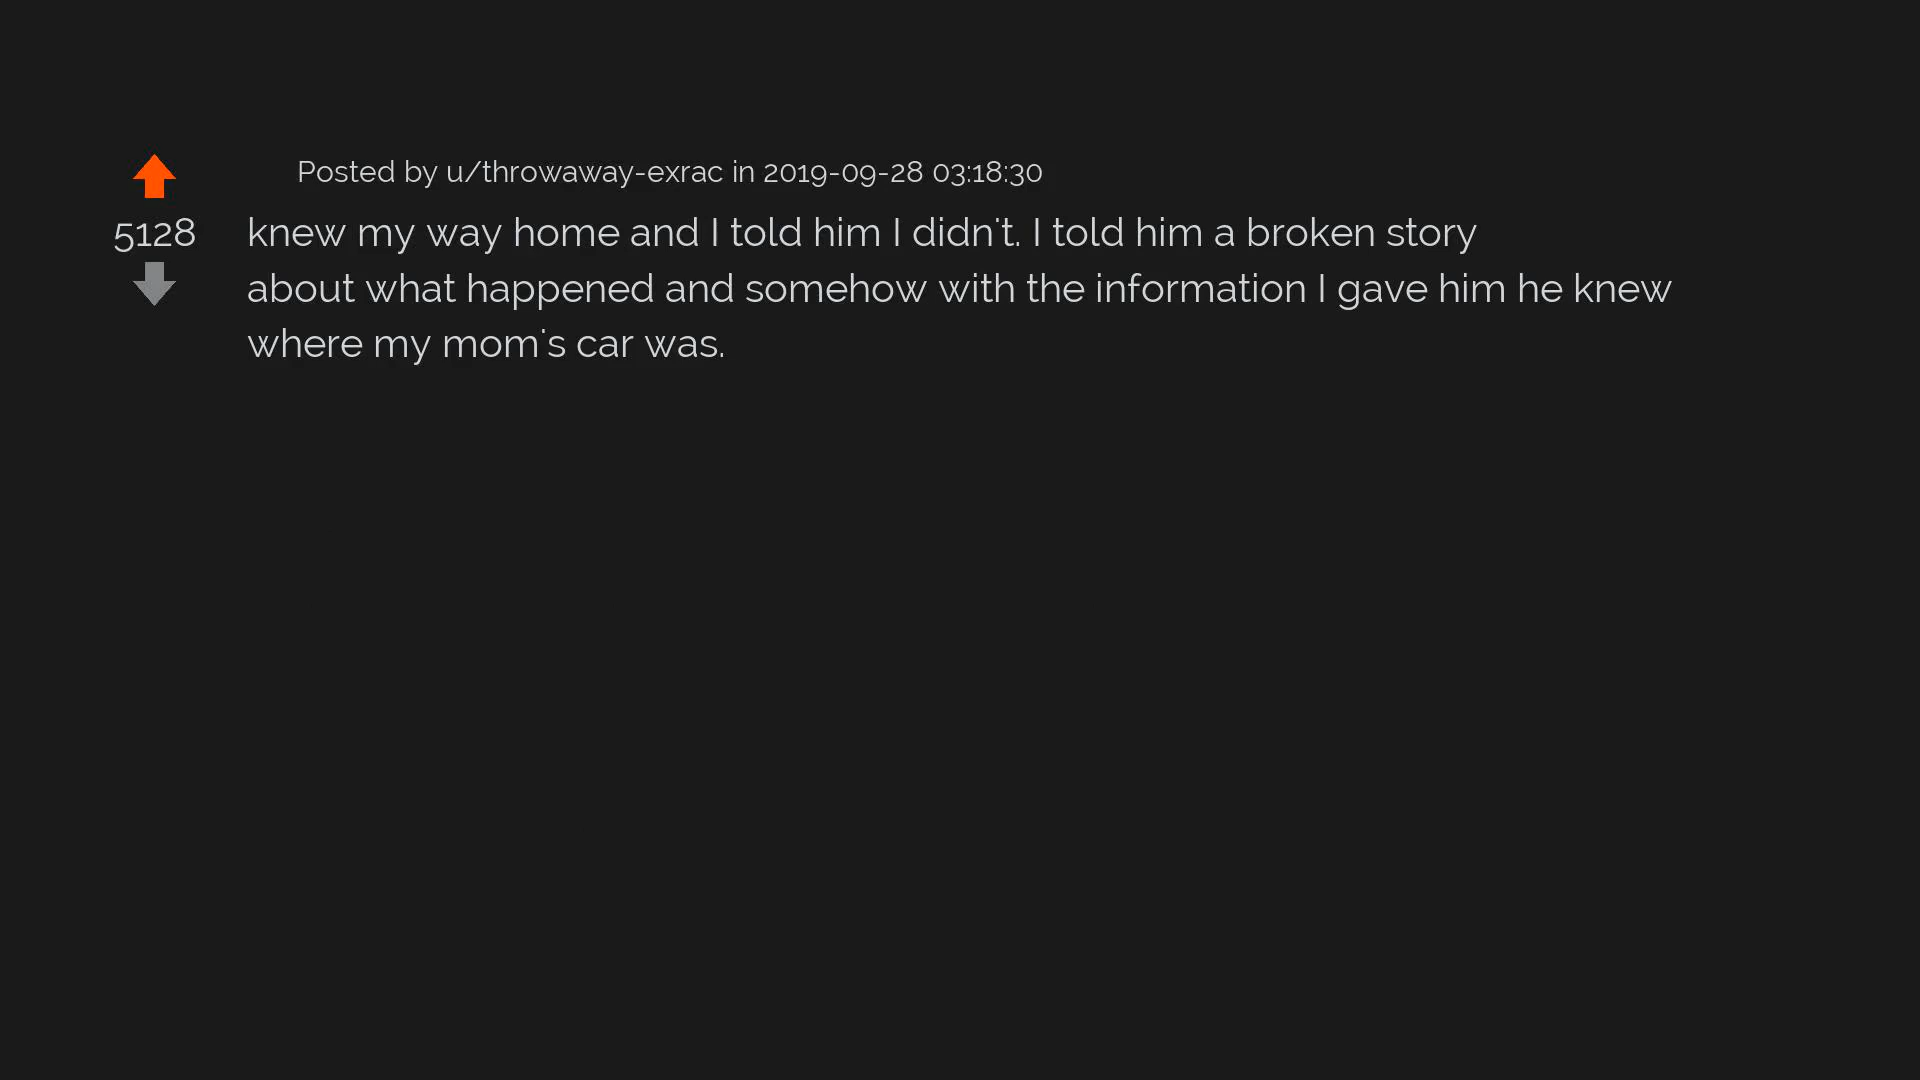 Posted by u/throwaway-exrac in 2019-09-28 03:18:30
5128
knew my way home and I told him I didn't. I told him a broken story
about what happened and somehow with the information I gave him he knew
where my mom's car was.